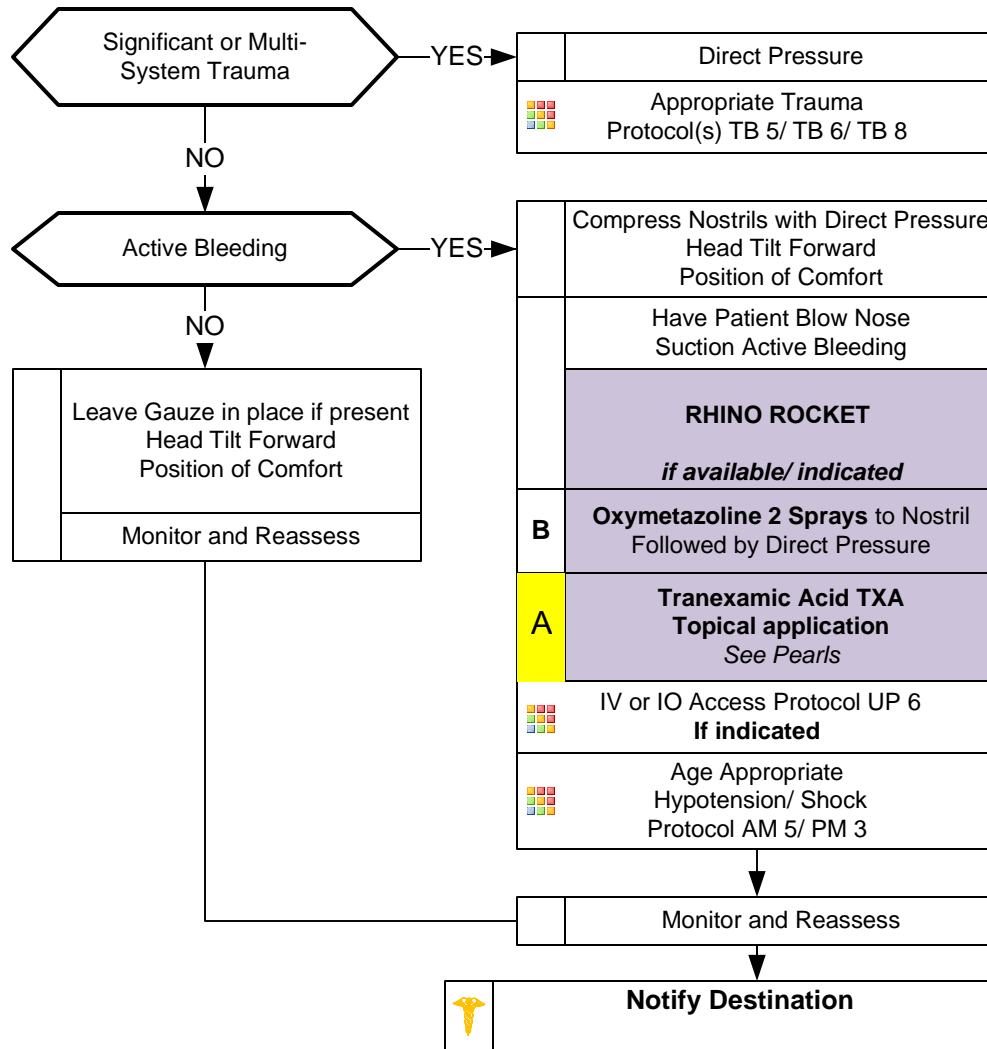 Significant or Multi-
System Trauma
YES
Direct Pressure
Appropriate Trauma
Protocol(s) TB 5/ TB 6/ TB 8
NO
Active Bleeding
YES
Compress Nostrils with Direct Pressure
Head Tilt Forward
Position of Comfort
Have Patient Blow Nose
Suction Active Bleeding
RHINO ROCKET
if available/ indicated
B
Oxymetazoline 2 Sprays to Nostril
Followed by Direct Pressure
A
Tranexamic Acid TXA
Topical application
See Pearls
IV or IO Access Protocol UP 6
If indicated
Age Appropriate
Hypotension/ Shock
Protocol AM 5/ PM 3
NO
Leave Gauze in place if present
Head Tilt Forward
Position of Comfort
Monitor and Reassess
Monitor and Reassess
Notify Destination